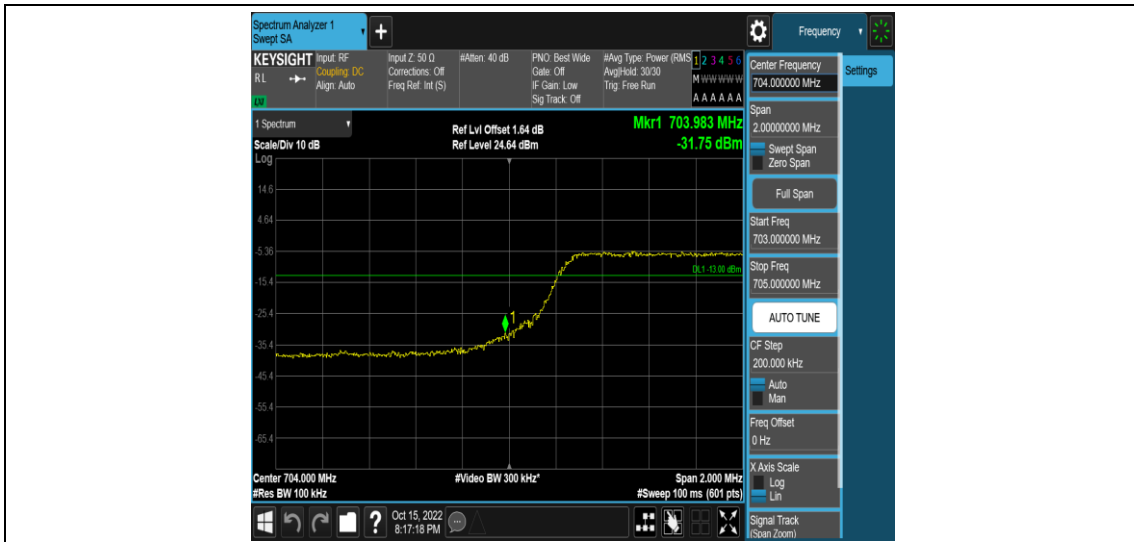 Spectrum Analyzer 1
Swept SA
+
Frequency
KEYSIGHT
RL
LXI
Input: RF
Coupling: DC
Align: Auto
Input Z: 50 Ω
Corrections: Off
Freq Ref: Int (S)
#Atten: 40 dB
PNO: Best Wide
Gate: Off
IF Gain: Low
Sig Track: Off
#Avg Type: Power (RMS
Avg|Hold: 30/30
Trig: Free Run
1 2 3 4 5 6
M W W W W W
A A A A A A
1 Spectrum
Scale/Div 10 dB
Log
Ref Lvl Offset 1.64 dB
Ref Level 24.64 dBm
Mkr1 703.983 MHz
-31.75 dBm
14.6
4.64
-5.36
-15.4
-25.4
-35.4
-45.4
-55.4
-65.4
DL1 -13.00 dBm
1
Center 704.000 MHz
#Res BW 100 kHz
#Video BW 300 kHz*
Span 2.000 MHz
#Sweep 100 ms (601 pts)
Center Frequency
704.000000 MHz
Settings
Span
2.00000000 MHz
Swept Span
Zero Span
Full Span
Start Freq
703.000000 MHz
Stop Freq
705.000000 MHz
AUTO TUNE
CF Step
200.000 kHz
Auto
Man
Freq Offset
0 Hz
X Axis Scale
Log
Lin
Signal Track
(Span Zoom)
?
Oct 15, 2022
8:17:18 PM